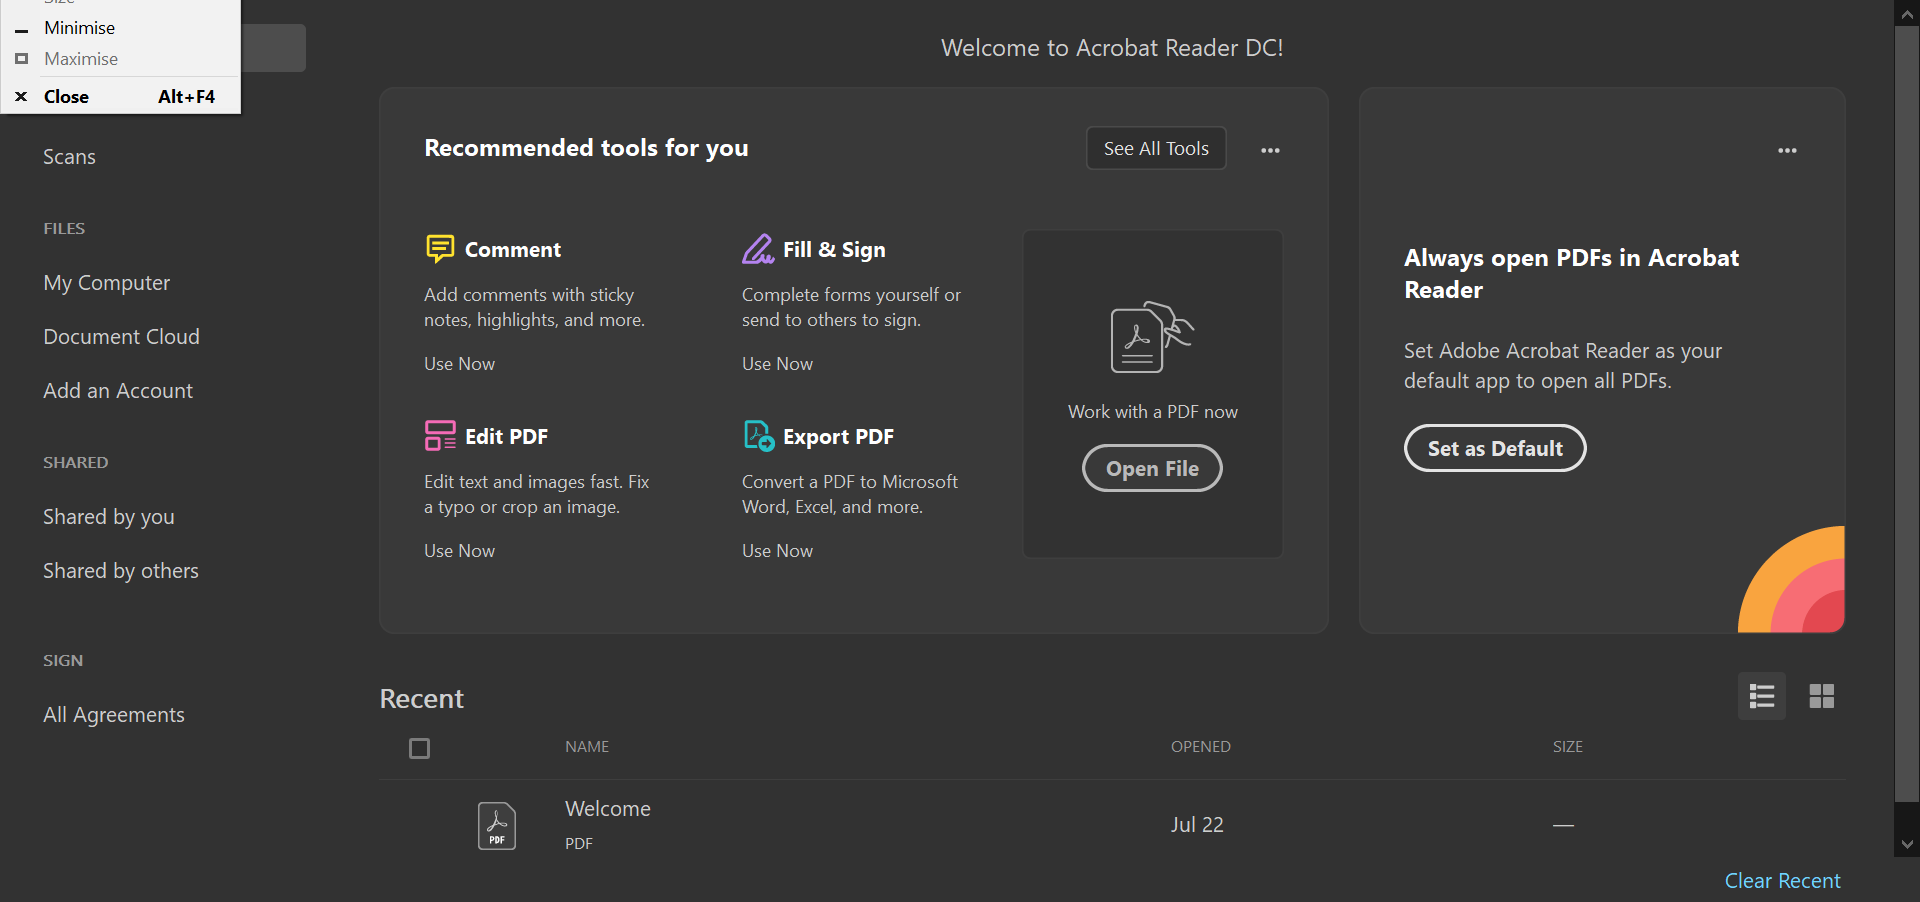 Size
Minimise
Maximise
Close Alt+F4
Scans
FILES
My Computer
Document Cloud
Add an Account
SHARED
Shared by you
Shared by others
SIGN
All Agreements
Welcome to Acrobat Reader DC!
Recommended tools for you
See All Tools
Comment
Add comments with sticky
notes, highlights, and more.
Use Now
Fill & Sign
Complete forms yourself or
send to others to sign.
Use Now
Edit PDF
Edit text and images fast. Fix
a typo or crop an image.
Use Now
Export PDF
Convert a PDF to Microsoft
Word, Excel, and more.
Use Now
Work with a PDF now
Open File
Always open PDFs in Acrobat
Reader
Set Adobe Acrobat Reader as your
default app to open all PDFs.
Set as Default
Recent
NAME OPENED SIZE
PDF
Welcome
PDF
Jul 22 —
Clear Recent